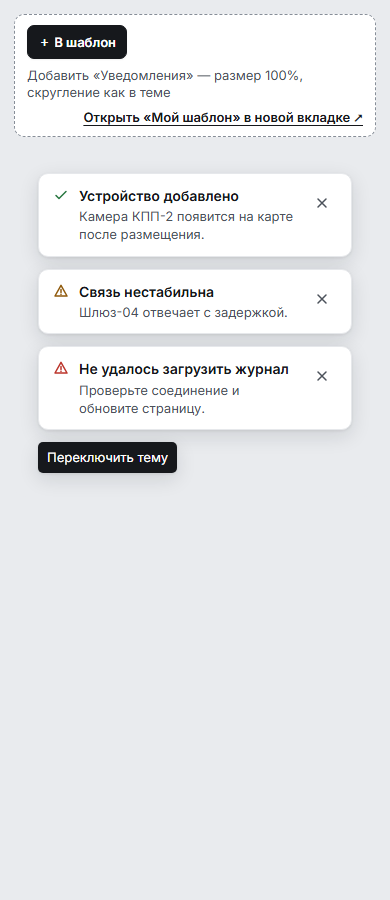 + В шаблон
Добавить «Уведомления» — размер 100%,
скругление как в теме
Открыть «Мой шаблон» в новой вкладке ↗
Устройство добавлено
Камера КПП-2 появится на карте
после размещения.
Связь нестабильна
Шлюз-04 отвечает с задержкой.
Не удалось загрузить журнал
Проверьте соединение и
обновите страницу.
Переключить тему